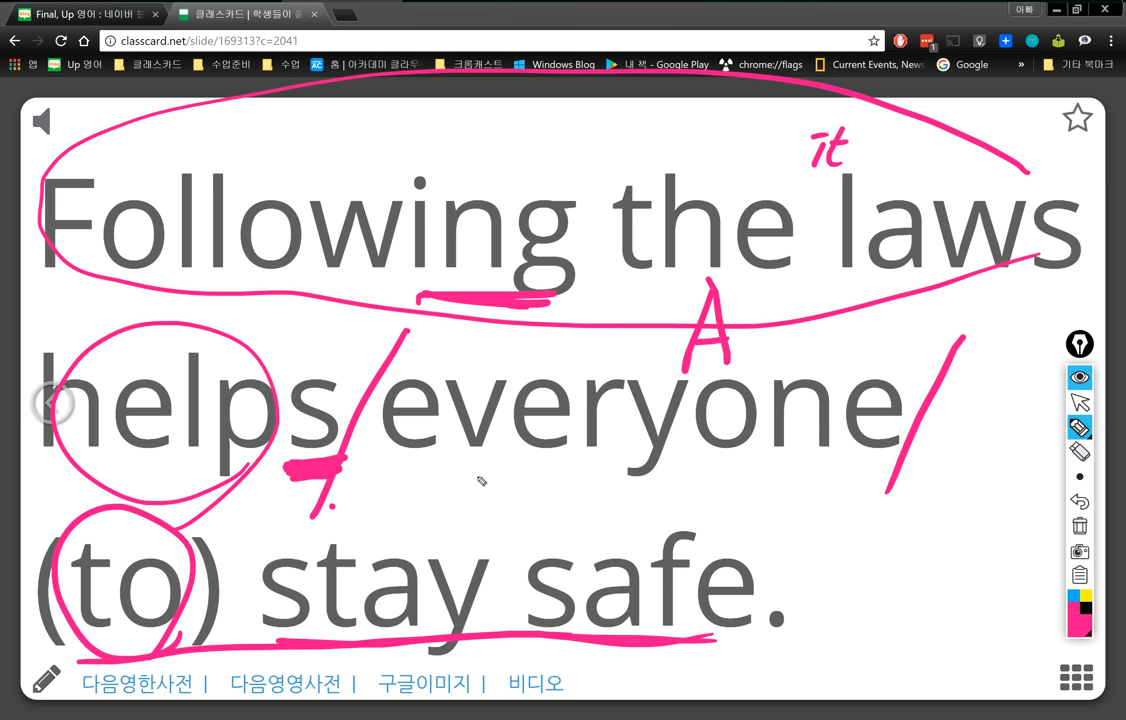 Final, Up 영어 : 네이버 블
클래스카드 | 학생들이 좋
아빠
classcard.net/slide/169313?c=2041
1
앱 Up 영어 클래스카드 수업준비 수업 홈 | 아카데미 클라우 크롬캐스트 Windows Blog 내 책 - Google Play chrome://flags Current Events, News Google » 기타 북마크
it
Following the laws
A
helps / everyone /
(to) stay safe.
다음영한사전 | 다음영영사전 | 구글이미지 | 비디오